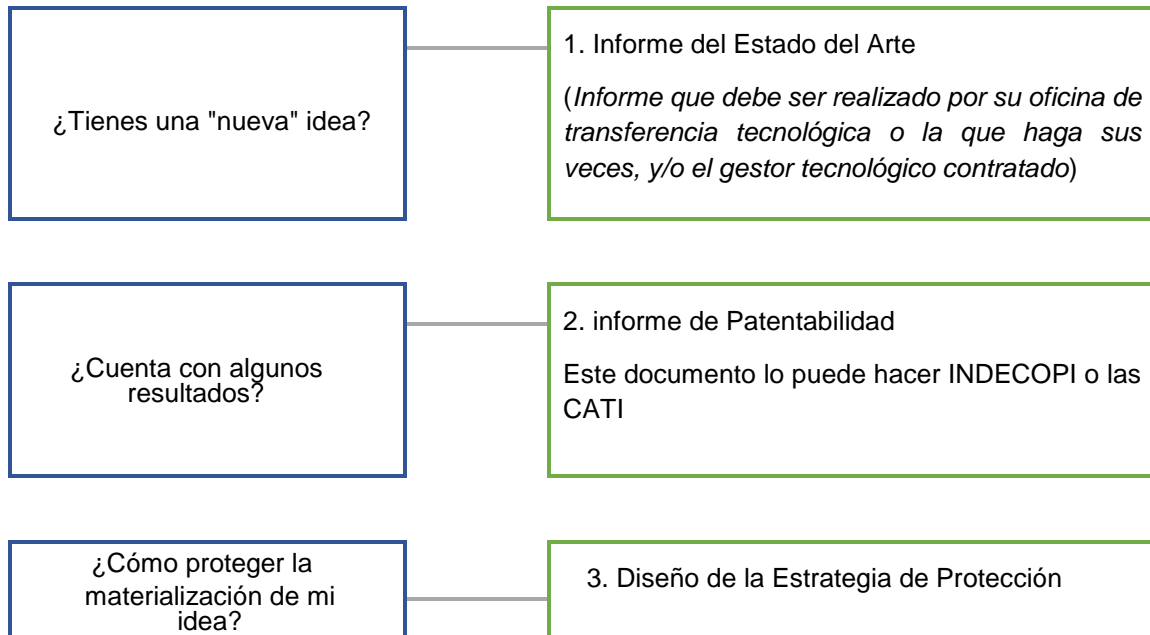 ¿Tienes una "nueva" idea?
1. Informe del Estado del Arte
(Informe que debe ser realizado por su oficina de
transferencia tecnológica o la que haga sus
veces, y/o el gestor tecnológico contratado)
¿Cuenta con algunos
resultados?
2. informe de Patentabilidad
Este documento lo puede hacer INDECOPI o las
CATI
¿Cómo proteger la
materialización de mi
idea?
3. Diseño de la Estrategia de Protección